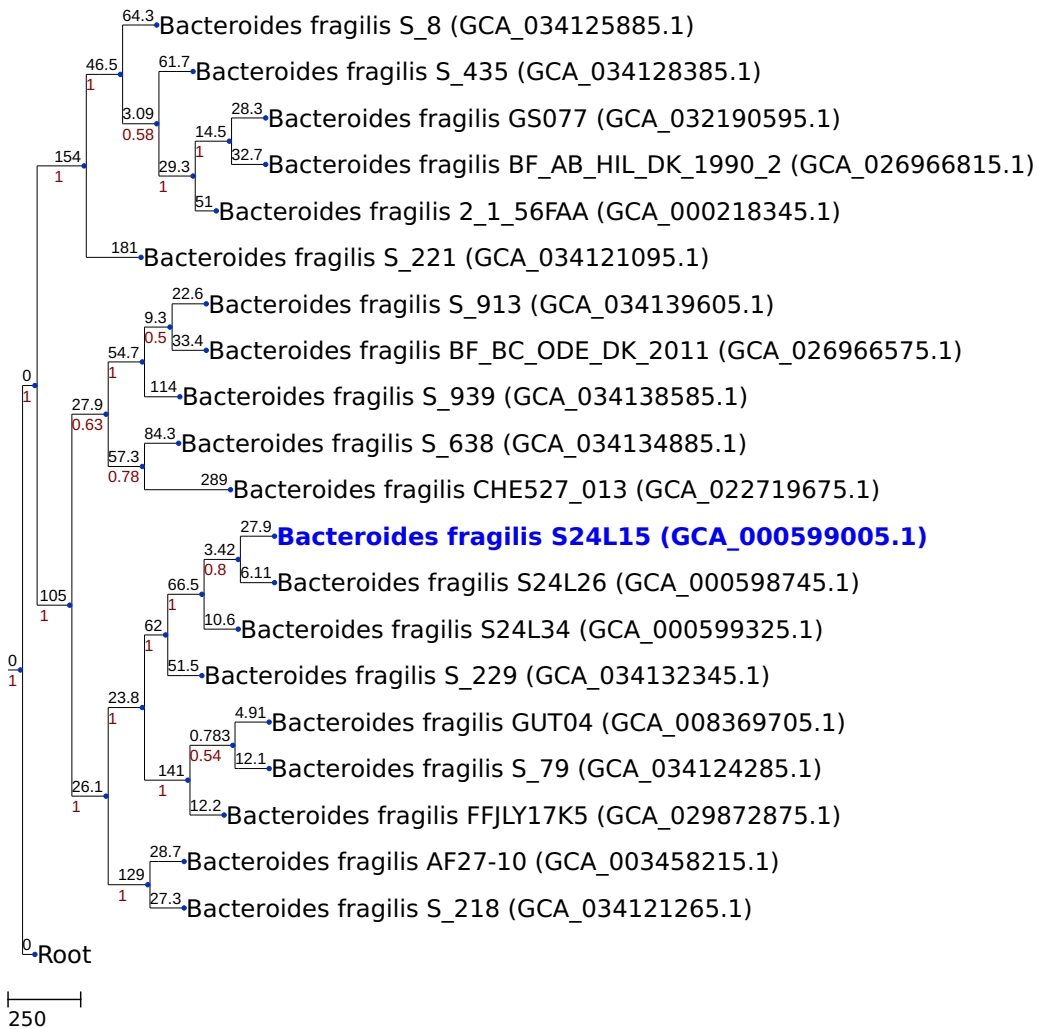 64.3
Bacteroides fragilis S_8 (GCA_034125885.1)
46.5
1
61.7
Bacteroides fragilis S_435 (GCA_034128385.1)
3.09
0.58
28.3
Bacteroides fragilis GS077 (GCA_032190595.1)
14.5
1
32.7
Bacteroides fragilis BF_AB_HIL_DK_1990_2 (GCA_026966815.1)
154
1
29.3
1
51
Bacteroides fragilis 2_1_56FAA (GCA_000218345.1)
181
Bacteroides fragilis S_221 (GCA_034121095.1)
22.6
Bacteroides fragilis S_913 (GCA_034139605.1)
9.3
0.5
33.4
Bacteroides fragilis BF_BC_ODE_DK_2011 (GCA_026966575.1)
54.7
1
114
Bacteroides fragilis S_939 (GCA_034138585.1)
0
1
27.9
0.63
84.3
Bacteroides fragilis S_638 (GCA_034134885.1)
57.3
0.78
289
Bacteroides fragilis CHE527_013 (GCA_022719675.1)
27.9
Bacteroides fragilis S24L15 (GCA_000599005.1)
3.42
0.8
6.11
Bacteroides fragilis S24L26 (GCA_000598745.1)
66.5
1
10.6
Bacteroides fragilis S24L34 (GCA_000599325.1)
105
1
62
1
51.5
Bacteroides fragilis S_229 (GCA_034132345.1)
0
1
23.8
1
4.91
Bacteroides fragilis GUT04 (GCA_008369705.1)
0.783
0.54
12.1
Bacteroides fragilis S_79 (GCA_034124285.1)
141
1
12.2
Bacteroides fragilis FFJLY17K5 (GCA_029872875.1)
26.1
1
28.7
Bacteroides fragilis AF27-10 (GCA_003458215.1)
129
1
27.3
Bacteroides fragilis S_218 (GCA_034121265.1)
0
Root
250